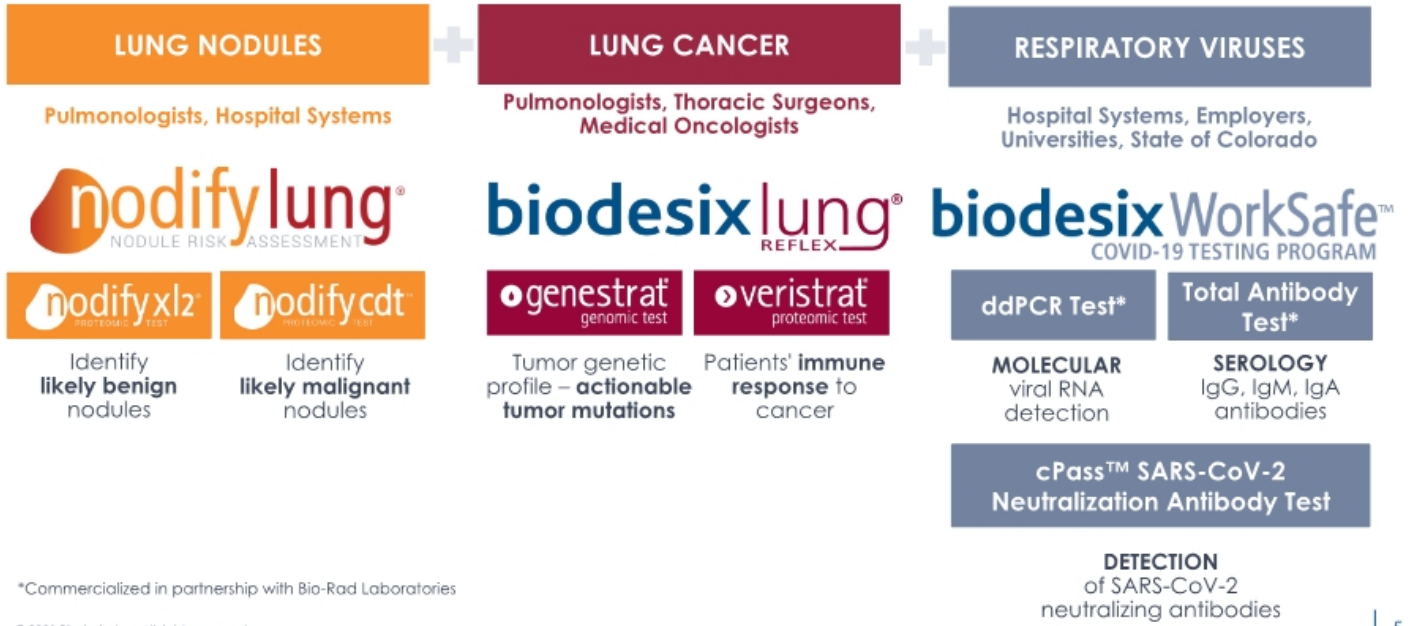 LUNG NODULES
Pulmonologists, Hospital Systems
nodifylung®
NODULE RISK ASSESSMENT
nodifyxl2®
PROTEOMIC TEST
Identify
likely benign
nodules
nodifycdt™
PROTEOMIC TEST
Identify
likely malignant
nodules
LUNG CANCER
Pulmonologists, Thoracic Surgeons,
Medical Oncologists
biodesix lung®
REFLEX
genestrat®
genomic test
Tumor genetic
profile – actionable
tumor mutations
veristrat®
proteomic test
Patients' immune
response to
cancer
RESPIRATORY VIRUSES
Hospital Systems, Employers,
Universities, State of Colorado
biodesix WorkSafe™
COVID-19 TESTING PROGRAM
ddPCR Test*
MOLECULAR
viral RNA
detection
Total Antibody
Test*
SEROLOGY
IgG, IgM, IgA
antibodies
cPass™ SARS-CoV-2
Neutralization Antibody Test
DETECTION
of SARS-CoV-2
neutralizing antibodies
*Commercialized in partnership with Bio-Rad Laboratories